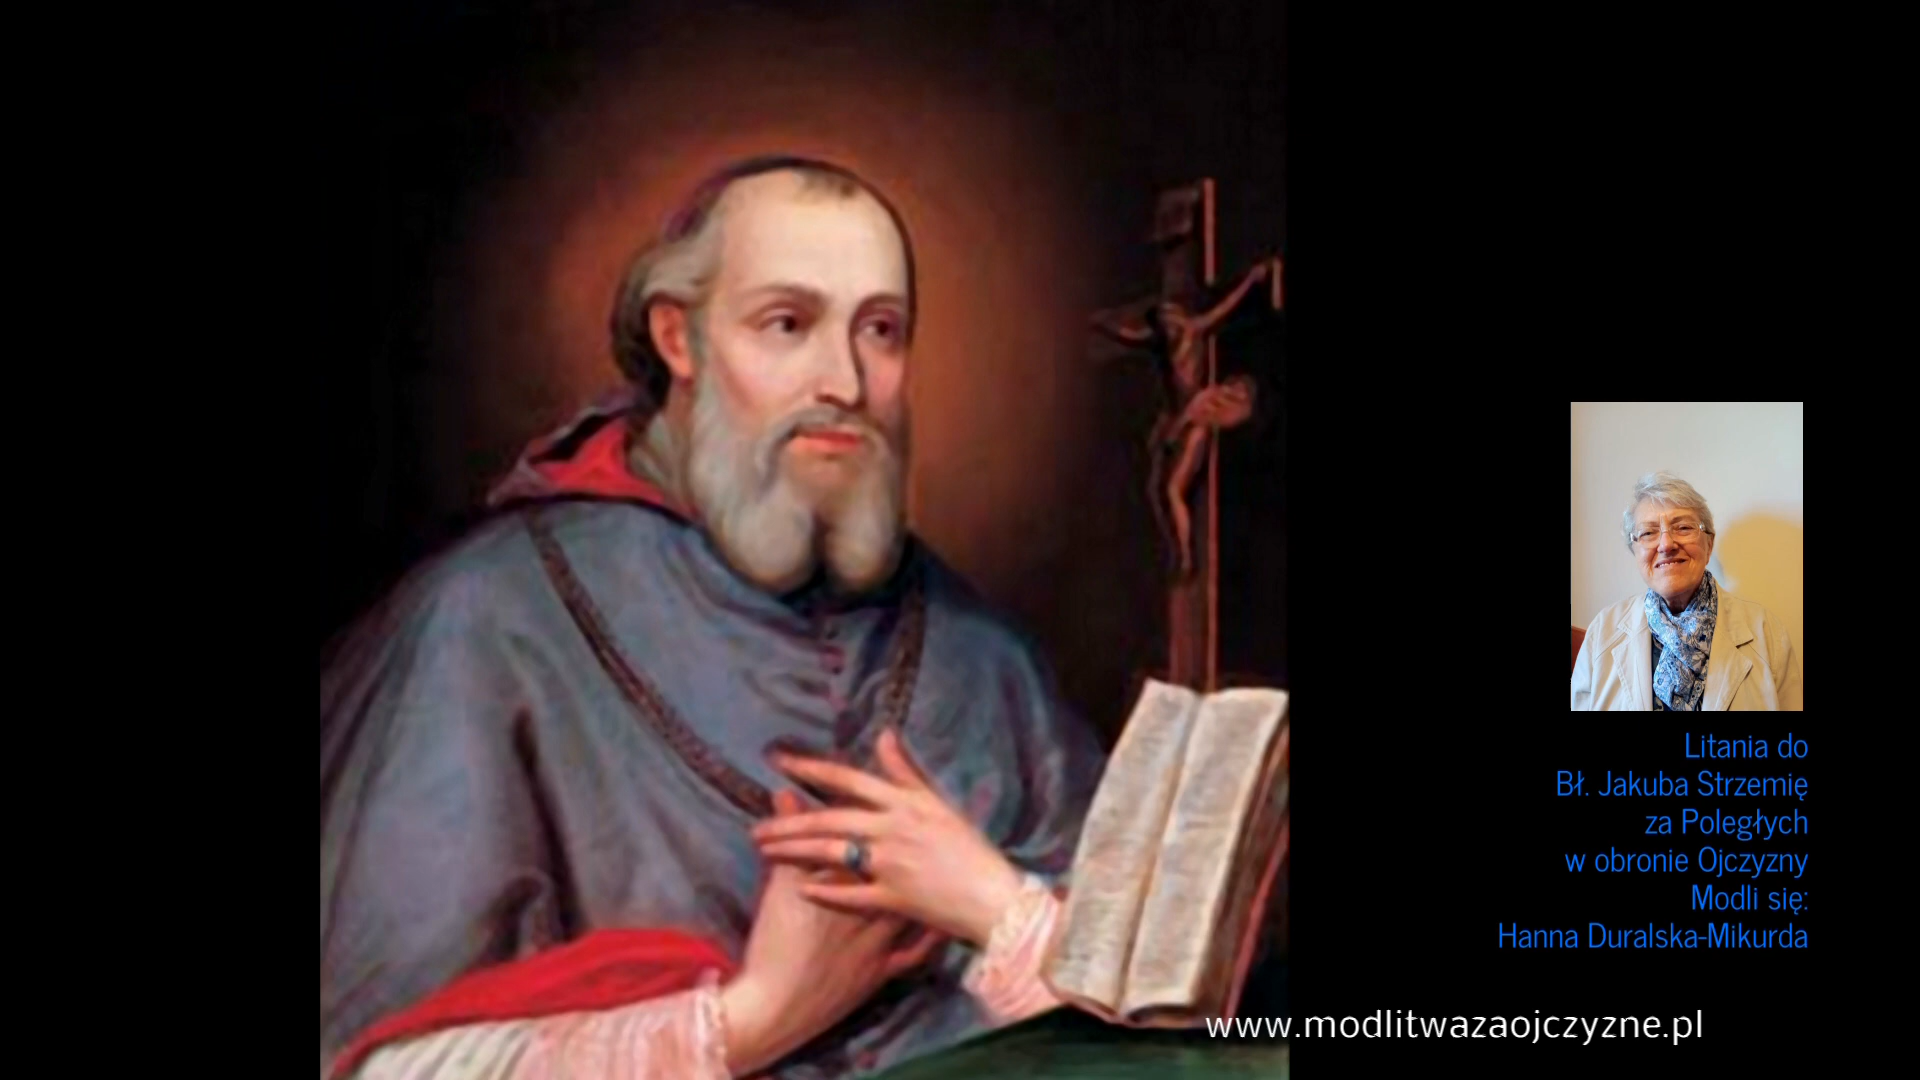 Litania do
Bł. Jakuba Strzemię
za Poległych
w obronie Ojczyzny
Modli się:
Hanna Duralska-Mikurda
www.modlitwazaojczyzne.pl